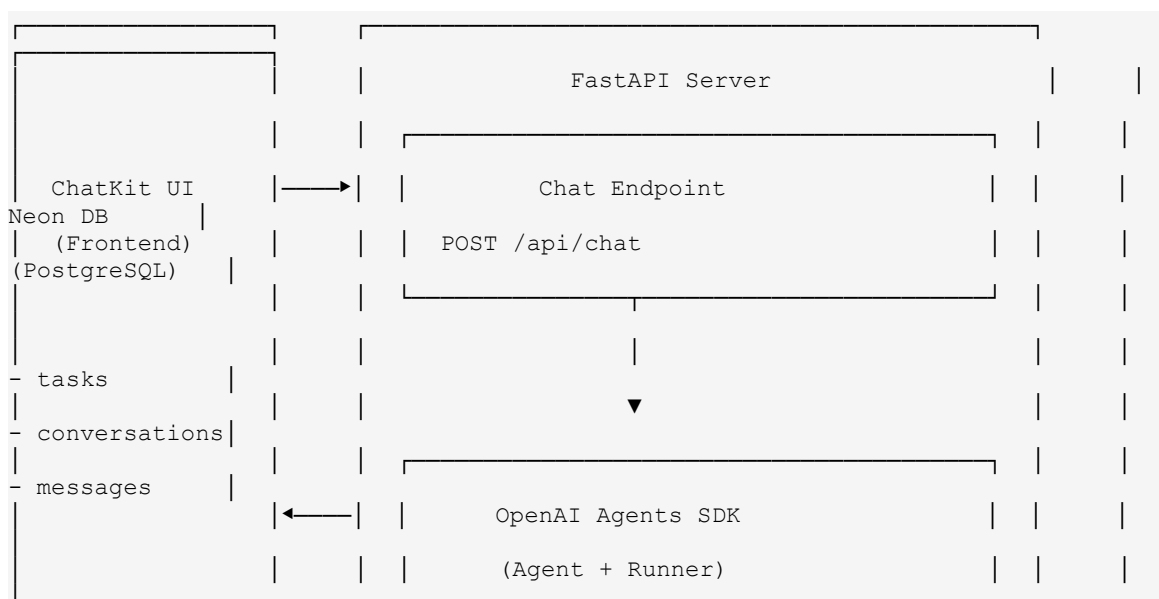 FastAPI Server
ChatKit UI Chat Endpoint
Neon DB
(Frontend) POST /api/chat
(PostgreSQL)
- tasks
- conversations
- messages
OpenAI Agents SDK
(Agent + Runner)